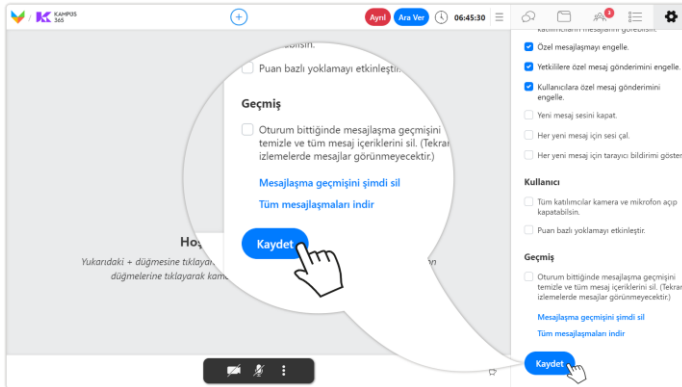 KAMPÜS
365
Ayrıl
Ara Ver
06:45:30
3
katılımcıların mesajlarını görebilsin.
Özel mesajlaşmayı engelle.
Yetkililere özel mesaj gönderimini engelle.
Kullanıcılara özel mesaj gönderimini
engelle.
Yeni mesaj sesini kapat.
Her yeni mesaj için sesi çal.
Her yeni mesaj için tarayıcı bildirimi göster
Kullanıcı
Tüm katılımcılar kamera ve mikrofon açıp
kapatabilsin.
Puan bazlı yoklamayı etkinleştir.
Geçmiş
Oturum bittiğinde mesajlaşma geçmişini
temizle ve tüm mesaj içeriklerini sil. (Tekrar
izlemelerde mesajlar görünmeyecektir.)
Mesajlaşma geçmişini şimdi sil
Tüm mesajlaşmaları indir
Kaydet
Puan bazlı yoklamayı etkinleşti
Geçmiş
Oturum bittiğinde mesajlaşma geçmişini
temizle ve tüm mesaj içeriklerini sil. (Tekrar
izlemelerde mesajlar görünmeyecektir.)
Mesajlaşma geçmişini şimdi sil
Tüm mesajlaşmaları indir
Kaydet
Yukarıdaki + düğmesine tıklaya
düğmelerine tıklayarak